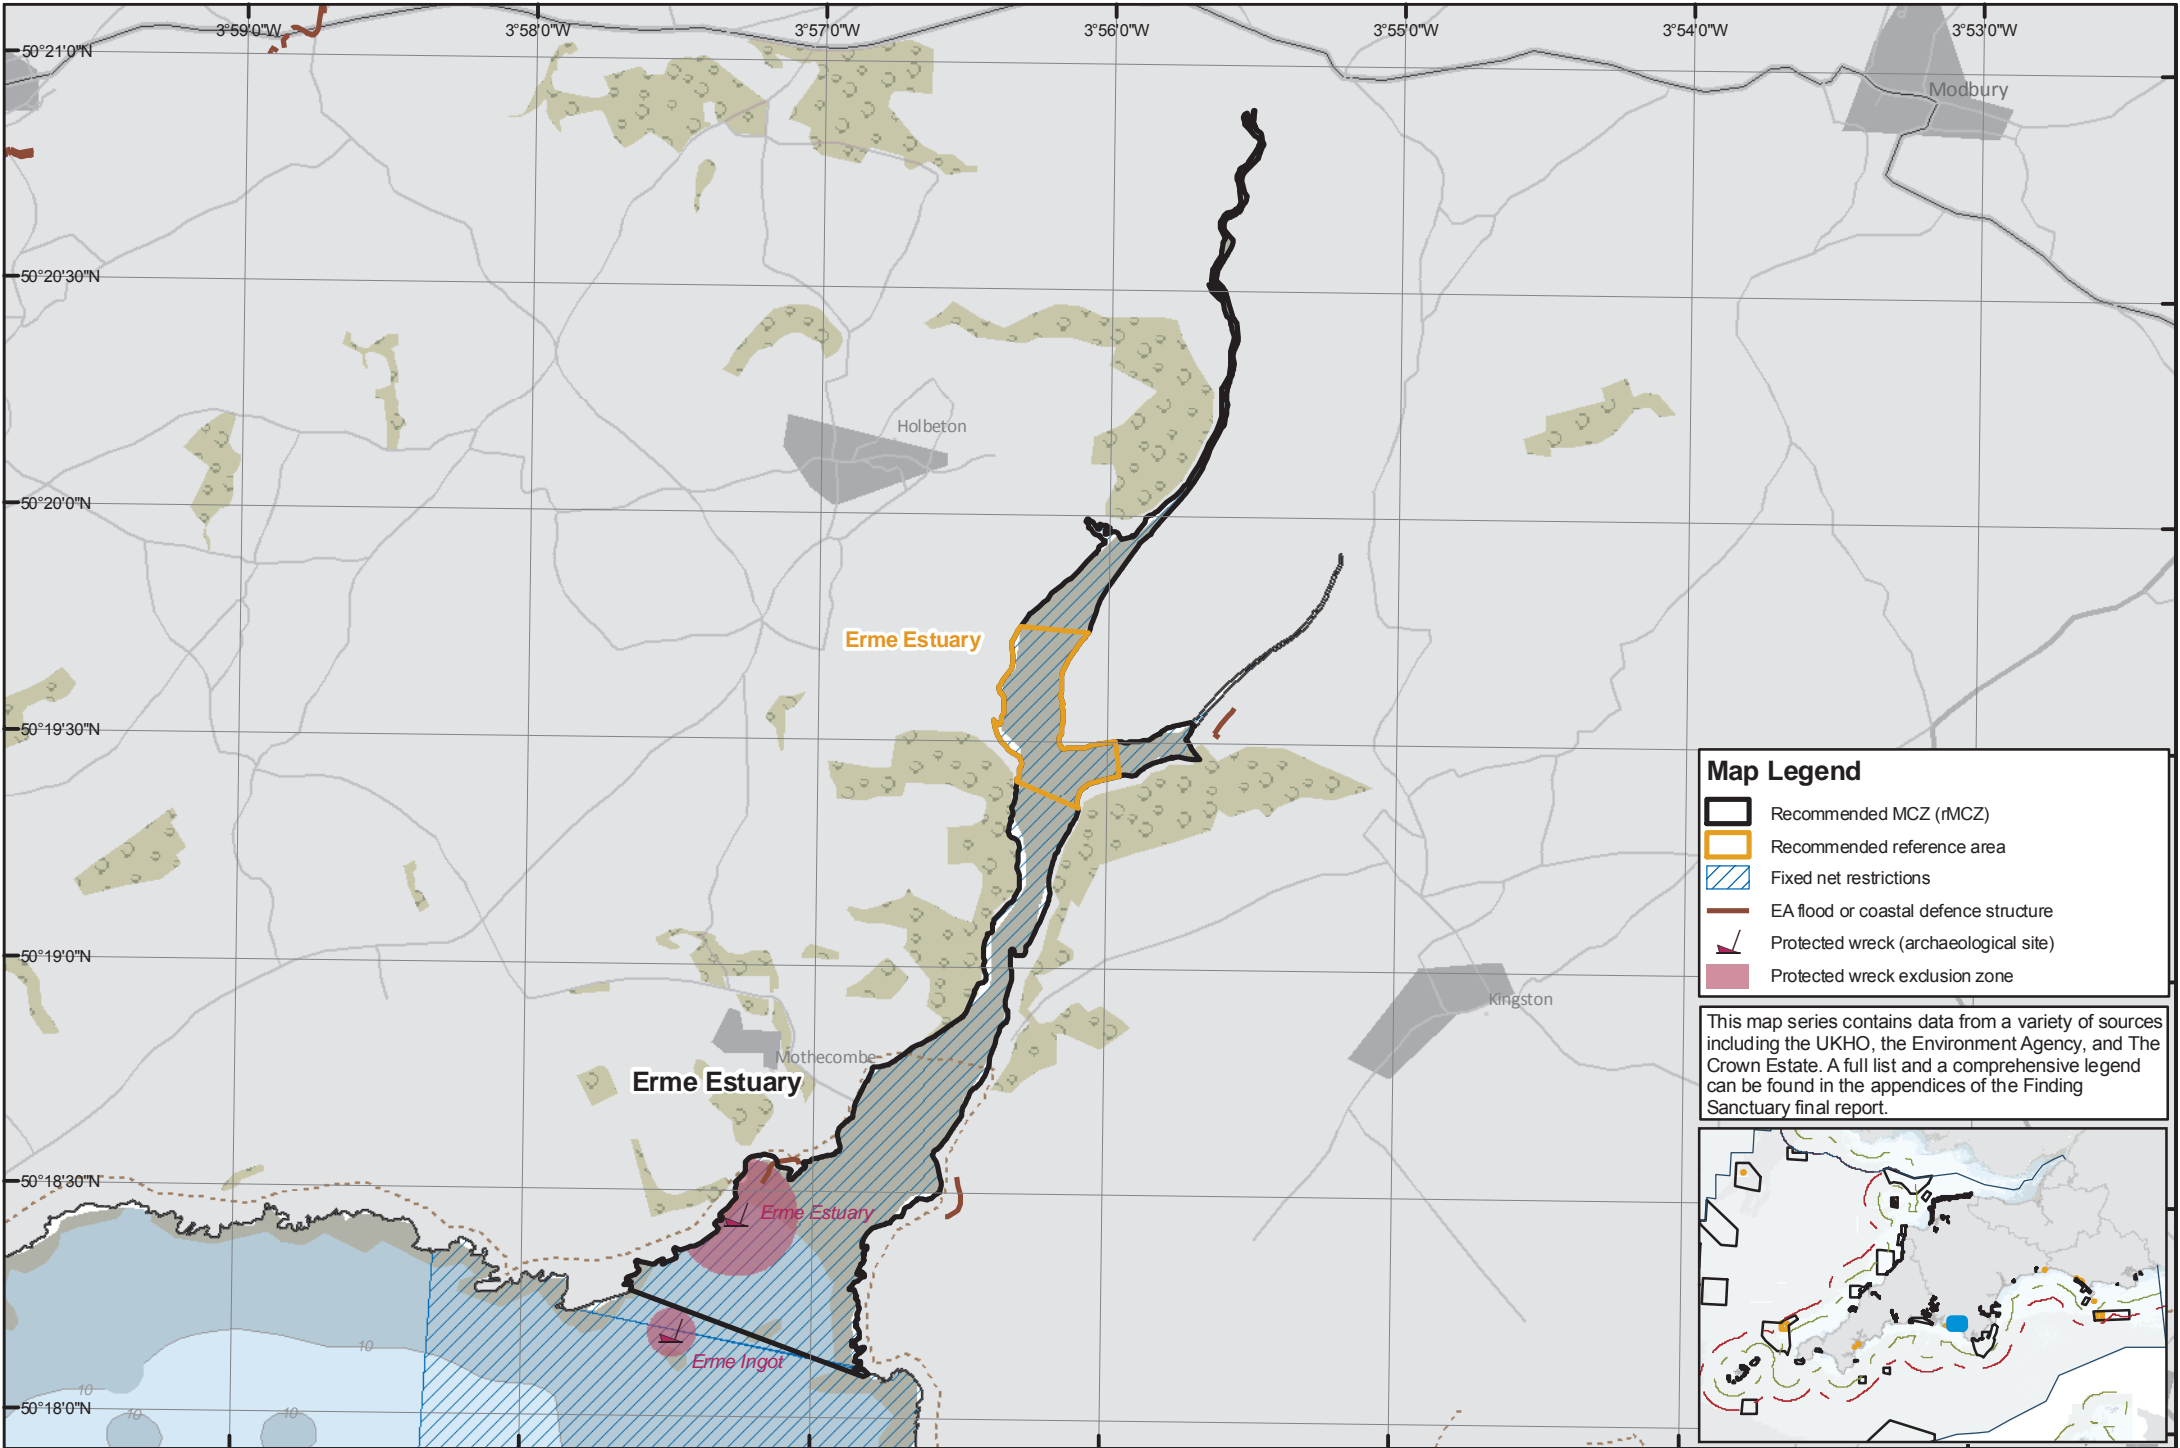 3°59'0"W
3°58'0"W
3°57'0"W
3°56'0"W
3°55'0"W
3°54'0"W
3°53'0"W
50°21'0"N
Modbury
50°20'30"N
Holbeton
50°20'0"N
Erme Estuary
50°19'30"N
Map Legend
Recommended MCZ (rMCZ)
Recommended reference area
Fixed net restrictions
EA flood or coastal defence structure
Protected wreck (archaeological site)
Protected wreck exclusion zone
50°19'0"N
Kingston
This map series contains data from a variety of sources
including the UKHO, the Environment Agency, and The
Crown Estate. A full list and a comprehensive legend
can be found in the appendices of the Finding
Sanctuary final report.
Mothecombe
Erme Estuary
50°18'30"N
Erme Estuary
10
Erme Ingot
10
10
10
50°18'0"N